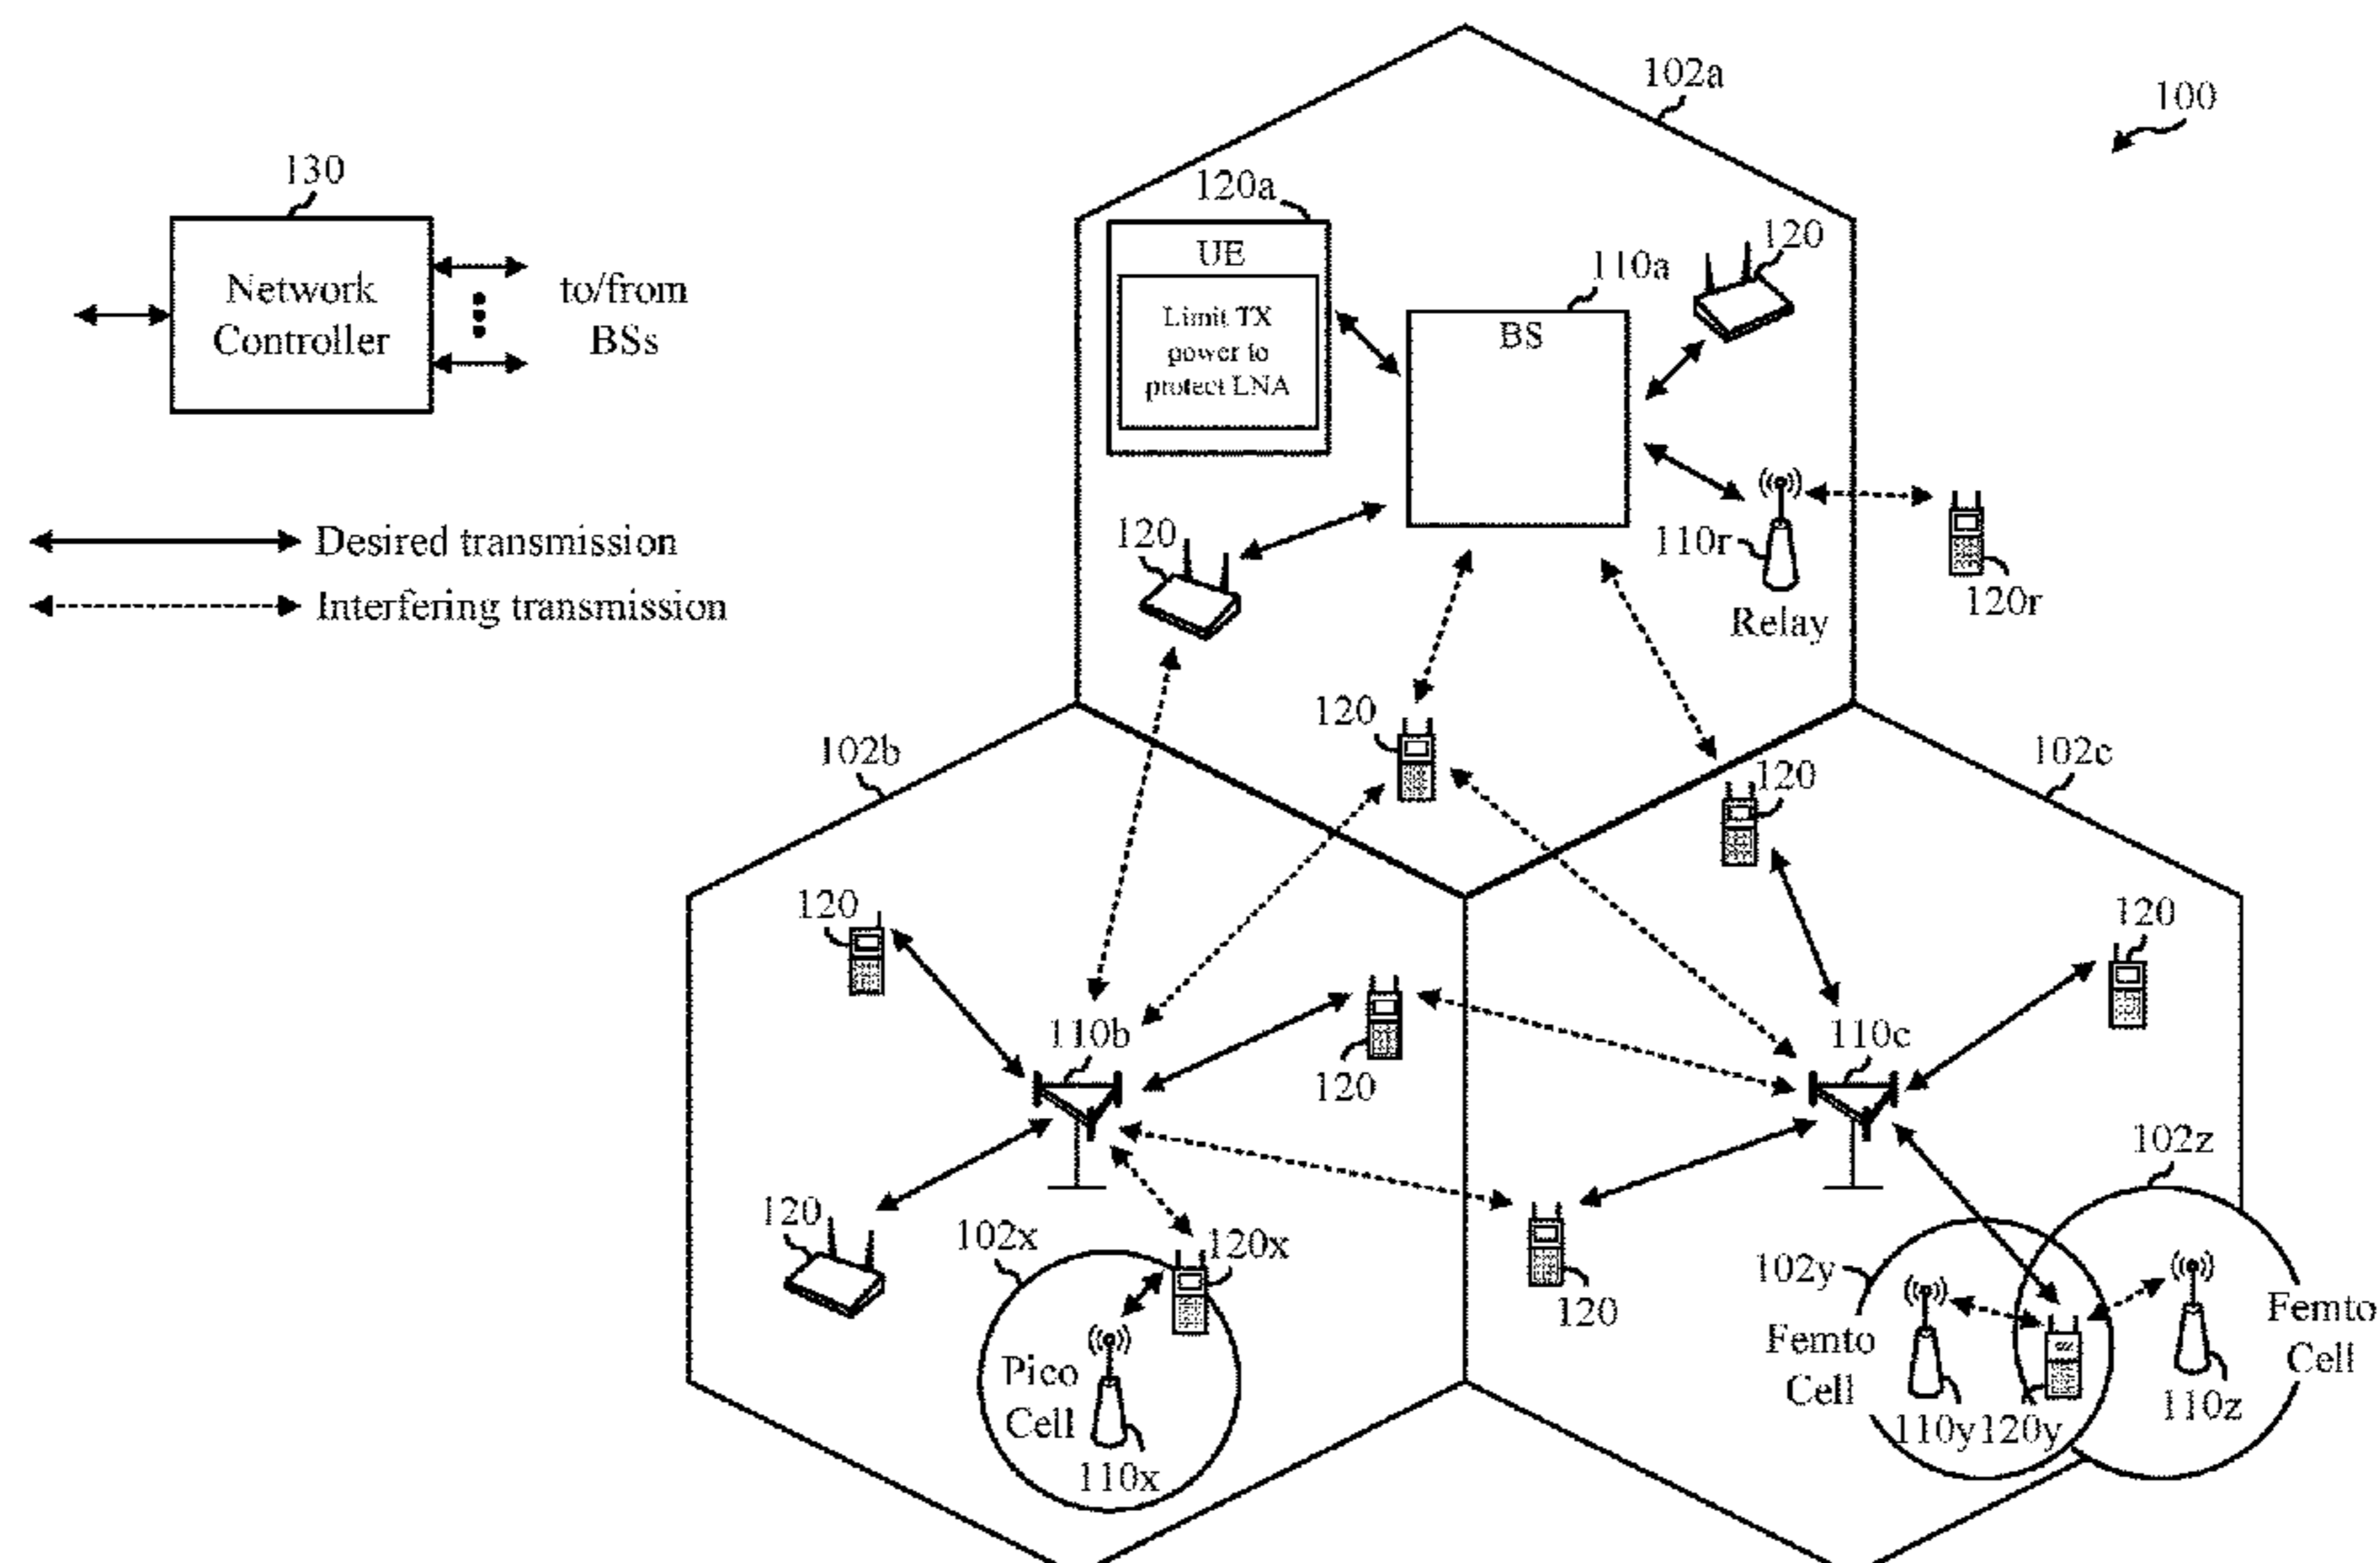 102a
100
130
120a
UE
120
110a
Network
Controller
to/from
BSs
Limit TX
power to
protect LNA
BS
Desired transmission
120
110r
120r
Interfering transmission
Relay
120
102b
102c
120
120
120
110b
110c
120
102z
120
102x
120x
102y
120
Femto
Cell
Femto
Cell
Pico
Cell
110y
120y
110z
110x